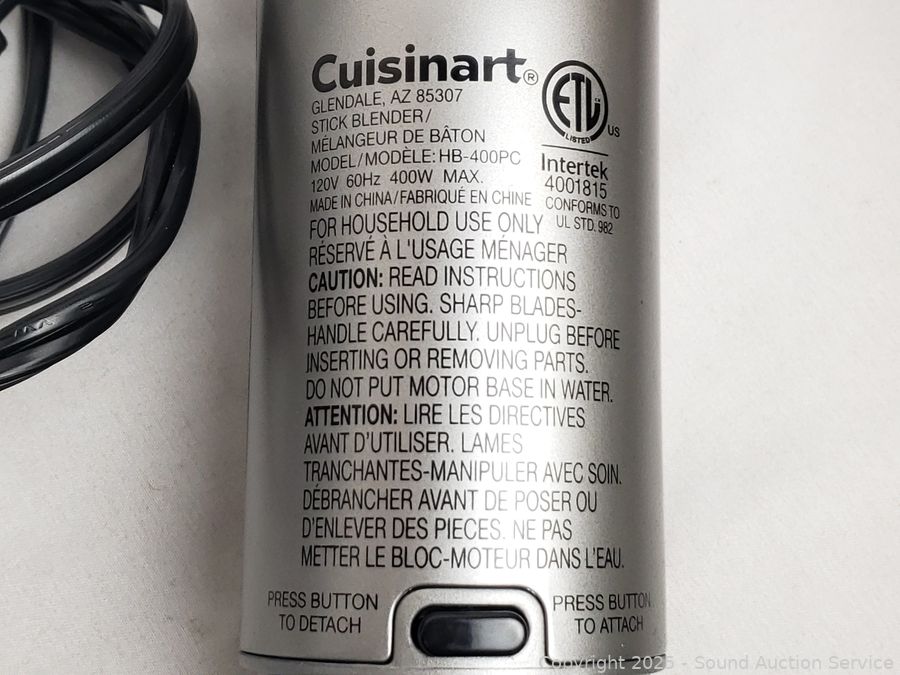 Cuisinart®
GLENDALE, AZ 85307
STICK BLENDER/
MÉLANGEUR DE BÂTON
MODEL/MODÈLE: HB-400PC
120V 60Hz 400W MAX.
MADE IN CHINA/FABRIQUÉ EN CHINE
ETL
LISTED
US
Intertek
4001815
CONFORMS TO
UL STD. 982
FOR HOUSEHOLD USE ONLY
RÉSERVÉ À L'USAGE MÉNAGER
CAUTION: READ INSTRUCTIONS
BEFORE USING. SHARP BLADES-
HANDLE CAREFULLY. UNPLUG BEFORE
INSERTING OR REMOVING PARTS.
DO NOT PUT MOTOR BASE IN WATER.
ATTENTION: LIRE LES DIRECTIVES
AVANT D'UTILISER. LAMES
TRANCHANTES-MANIPULER AVEC SOIN.
DÉBRANCHER AVANT DE POSER OU
D'ENLEVER DES PIECES. NE PAS
METTER LE BLOC-MOTEUR DANS L'EAU.
PRESS BUTTON
TO DETACH
PRESS BUTTON
TO ATTACH
Copyright 2025 - Sound Auction Service